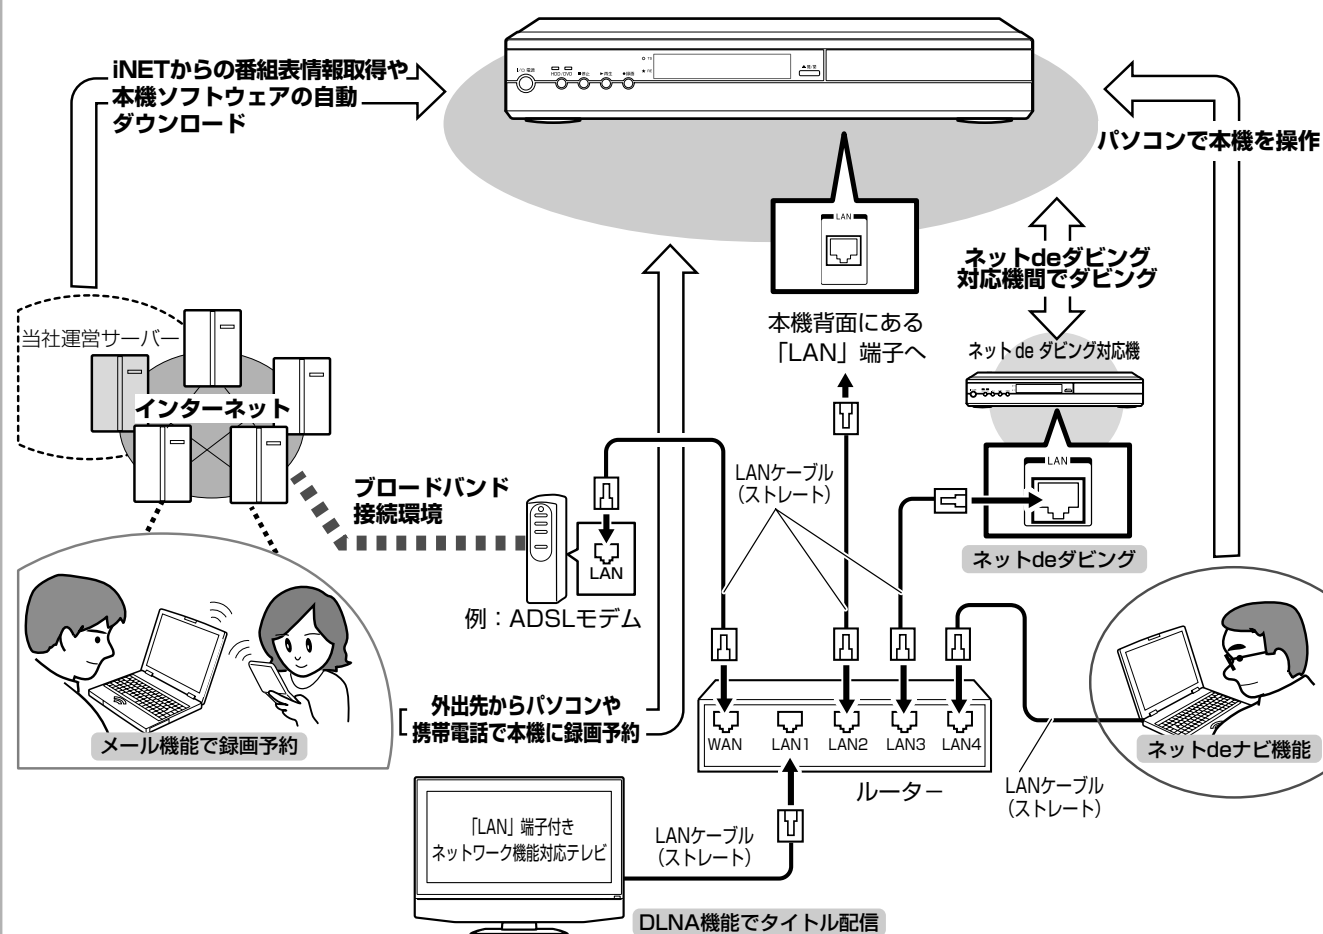 iNETからの番組表情報取得や
本機ソフトウェアの自動
ダウンロード
I/⏻ 電源
HDD/DVD
■停止
▶再生
●録画
パソコンで本機を操作
LAN
ネットdeダビング
対応機間でダビング
本機背面にある
「LAN」端子へ
ネット de ダビング対応機
当社運営サーバー
インターネット
LAN
ブロードバンド
接続環境
LANケーブル
(ストレート)
LAN
ネットdeダビング
例：ADSLモデム
外出先からパソコンや
携帯電話で本機に録画予約
メール機能で録画予約
WAN
LAN1
LAN2
LAN3
LAN4
ルーター
ネットdeナビ機能
LANケーブル
(ストレート)
「LAN」端子付き
ネットワーク機能対応テレビ
LANケーブル
(ストレート)
DLNA機能でタイトル配信